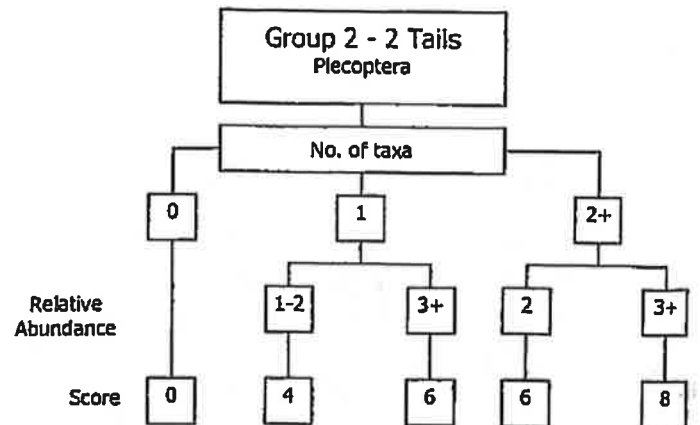 Group 2 - 2 Tails
Plecoptera
No. of taxa
0 1 2+
Relative Abundance 1-2 3+ 2 3+
Score 0 4 6 6 8